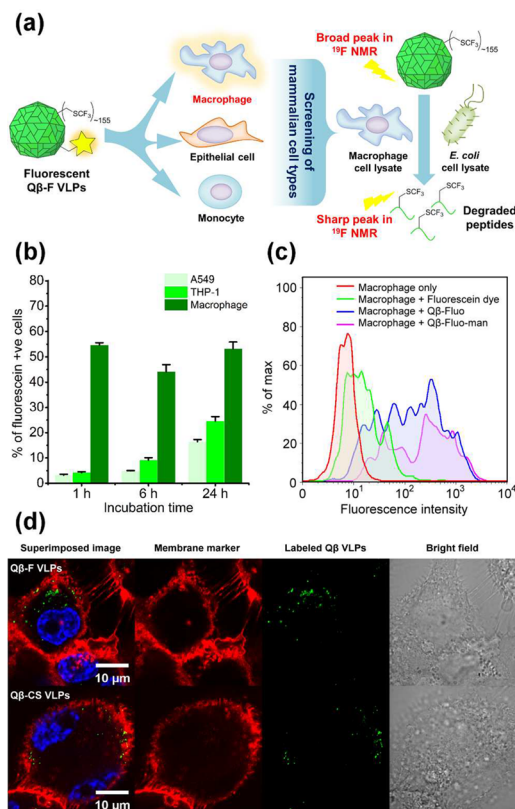 (a)
SCF3
~155
Fluorescent
Qβ-F VLPs
Macrophage
Epithelial cell
Monocyte
Screening of
mammalian cell types
Broad peak in
19F NMR
SCF3
~155
Macrophage
cell lysate
E. coli
cell lysate
Sharp peak in
19F NMR
SCF3
SCF3
SCF3
Degraded
peptides
(b)
% of fluorescein +ve cells
80
70
60
50
40
30
20
10
0
A549
THP-1
Macrophage
1 h
6 h
24 h
Incubation time
(c)
% of max
100
80
60
40
20
0
Macrophage only
Macrophage + Fluorescein dye
Macrophage + Qβ-Fluo
Macrophage + Qβ-Fluo-man
0
10^1
10^2
10^3
10^4
Fluorescence intensity
(d)
Superimposed image
Membrane marker
Labeled Qβ VLPs
Bright field
Qβ-F VLPs
10 μm
Qβ-CS VLPs
10 μm